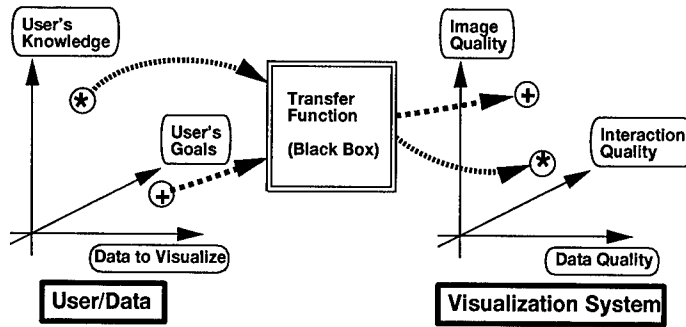 User's
Knowledge
*
User's
Goals
+
Data to Visualize
User/Data
Transfer
Function
(Black Box)
Image
Quality
+
Interaction
Quality
*
Data Quality
Visualization System